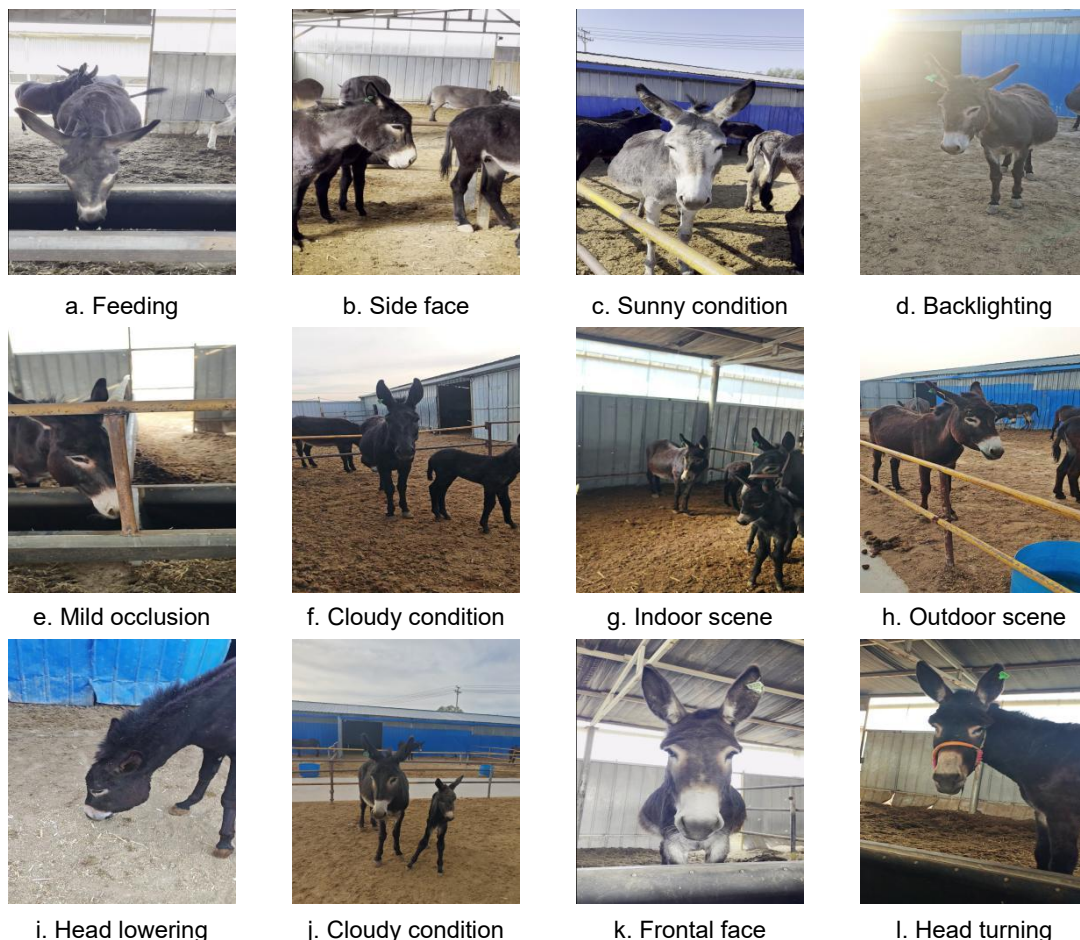 a. Feeding
b. Side face
c. Sunny condition
d. Backlighting
e. Mild occlusion
f. Cloudy condition
g. Indoor scene
h. Outdoor scene
i. Head lowering
j. Cloudy condition
k. Frontal face
l. Head turning